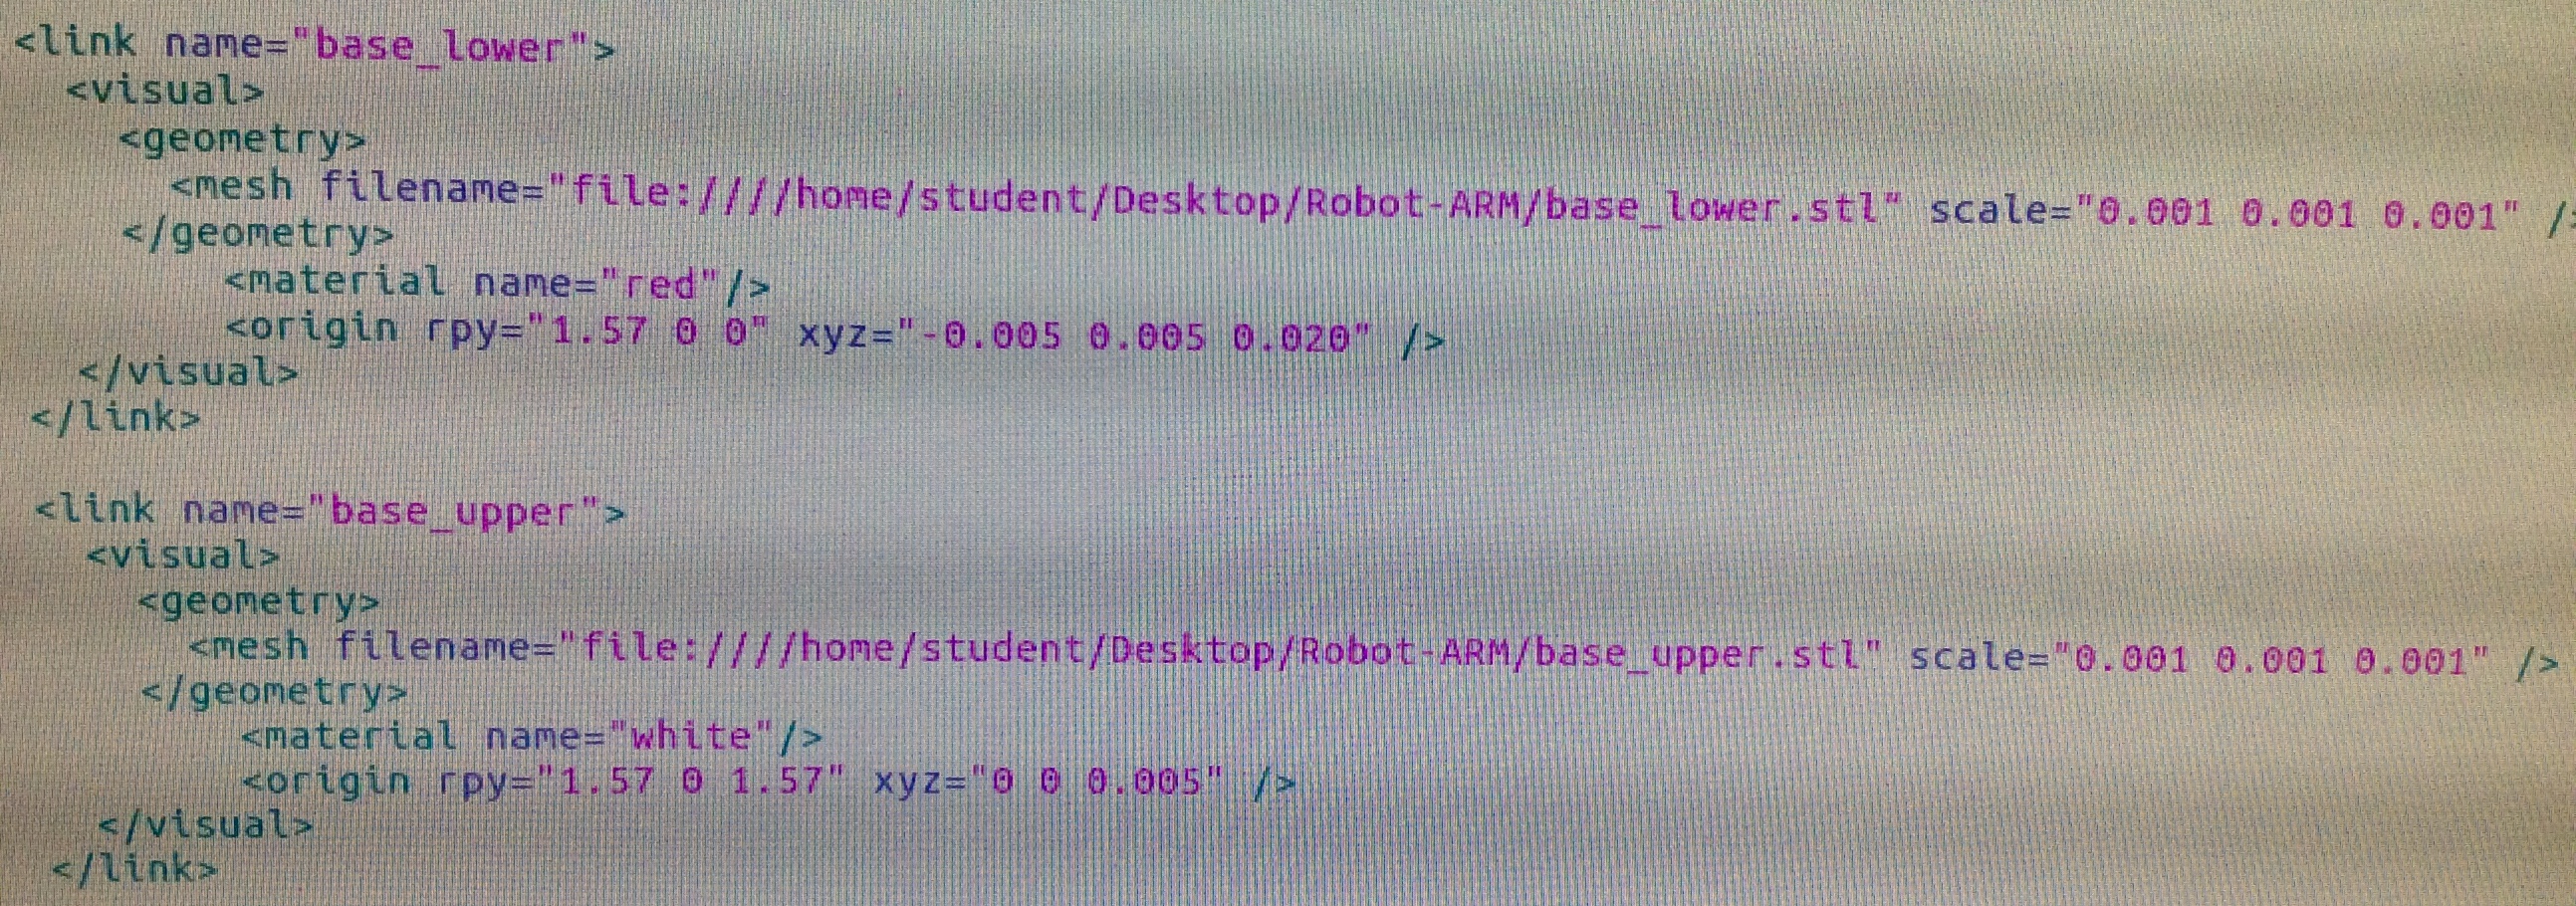 <link name="base_lower">
<visual>
<geometry>
<mesh filename="file:////home/student/Desktop/Robot-ARM/base_lower.stl" scale="0.001 0.001 0.001" /
</geometry>
<material name="red"/>
<origin rpy="1.57 0 0" xyz="-0.005 0.005 0.020" />
</visual>
</link>
<link name="base_upper">
<visual>
<geometry>
<mesh filename="file:////home/student/Desktop/Robot-ARM/base_upper.stl" scale="0.001 0.001 0.001" />
</geometry>
<material name="white"/>
<origin rpy="1.57 0 1.57" xyz="0 0 0.005" />
</visual>
</link>